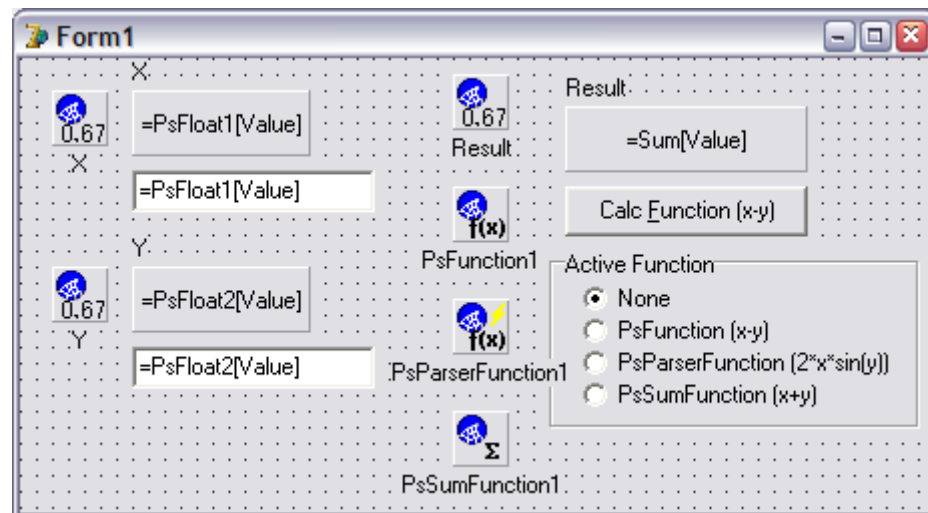 Form1
X
0.67
X
=PsFloat1[Value]
=PsFloat1[Value]
Y
0.67
Y
=PsFloat2[Value]
=PsFloat2[Value]
0.67
Result
f(x)
PsFunction1
f(x)
PsParserFunction1
Σ
PsSumFunction1
Result
=Sum[Value]
Calc Function (x-y)
Active Function
None
PsFunction (x-y)
PsParserFunction (2*x*sin(y))
PsSumFunction (x+y)